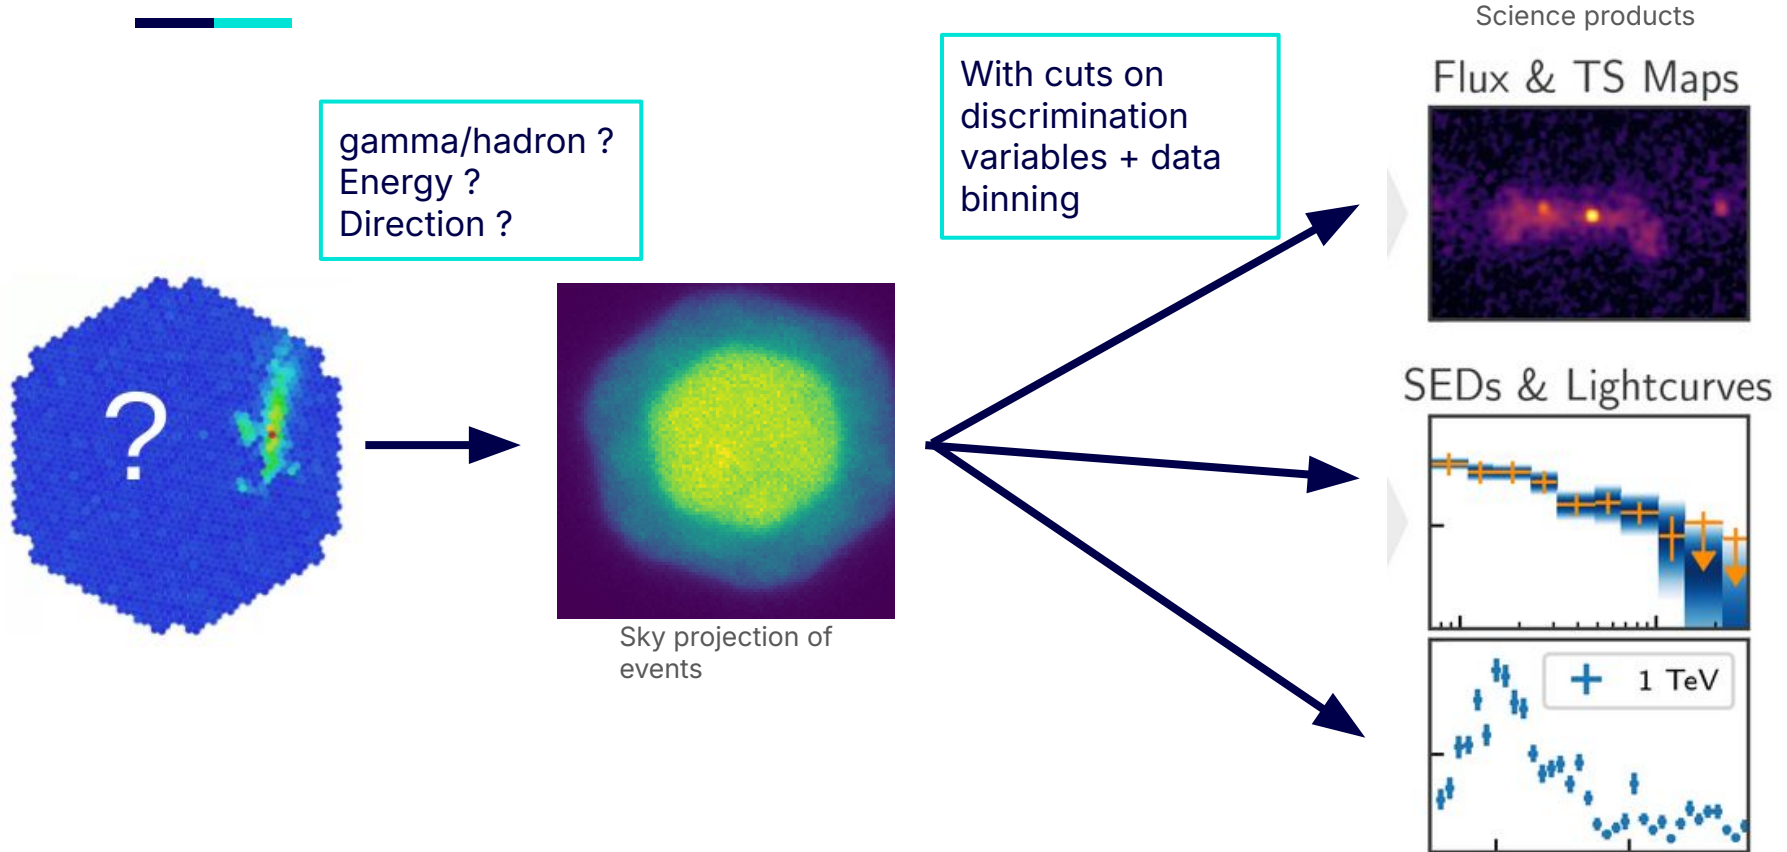 Science products
gamma/hadron ?
Energy ?
Direction ?
With cuts on
discrimination
variables + data
binning
Flux & TS Maps
?
Sky projection of
events
SEDs & Lightcurves
1 TeV